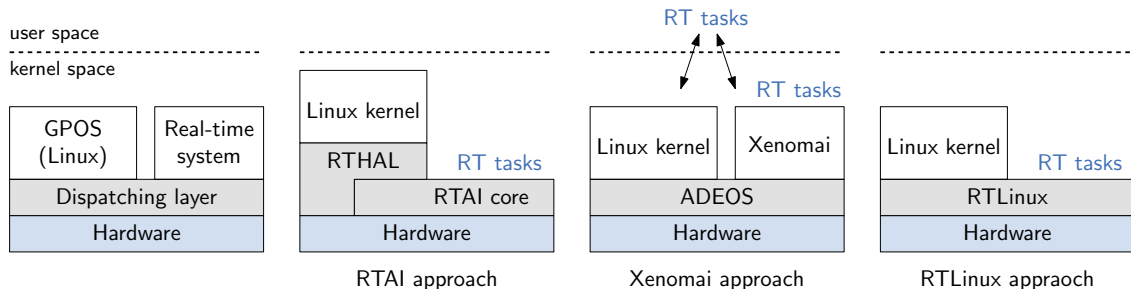 user space
kernel space
GPOS
(Linux)
Real-time
system
Dispatching layer
Hardware
Linux kernel
RTHAL
RT tasks
RTAI core
Hardware
RTAI approach
RT tasks
RT tasks
Linux kernel
Xenomai
ADEOS
Hardware
Xenomai approach
Linux kernel
RT tasks
RTLinux
Hardware
RTLinux appraoch